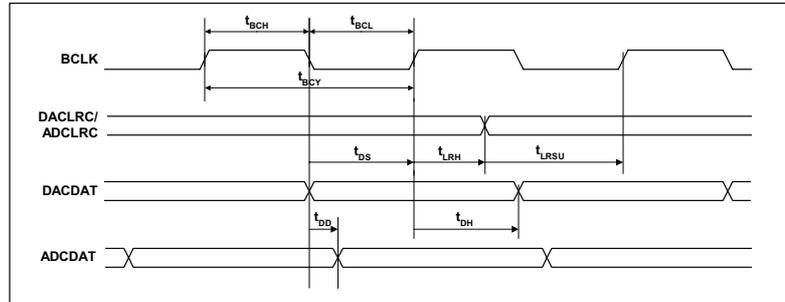 tBCH tBCL
BCLK
tBCY
DACLRC/
ADCLRC
tDS tLRH tLRSU
DACDAT
tDD tDH
ADCDAT